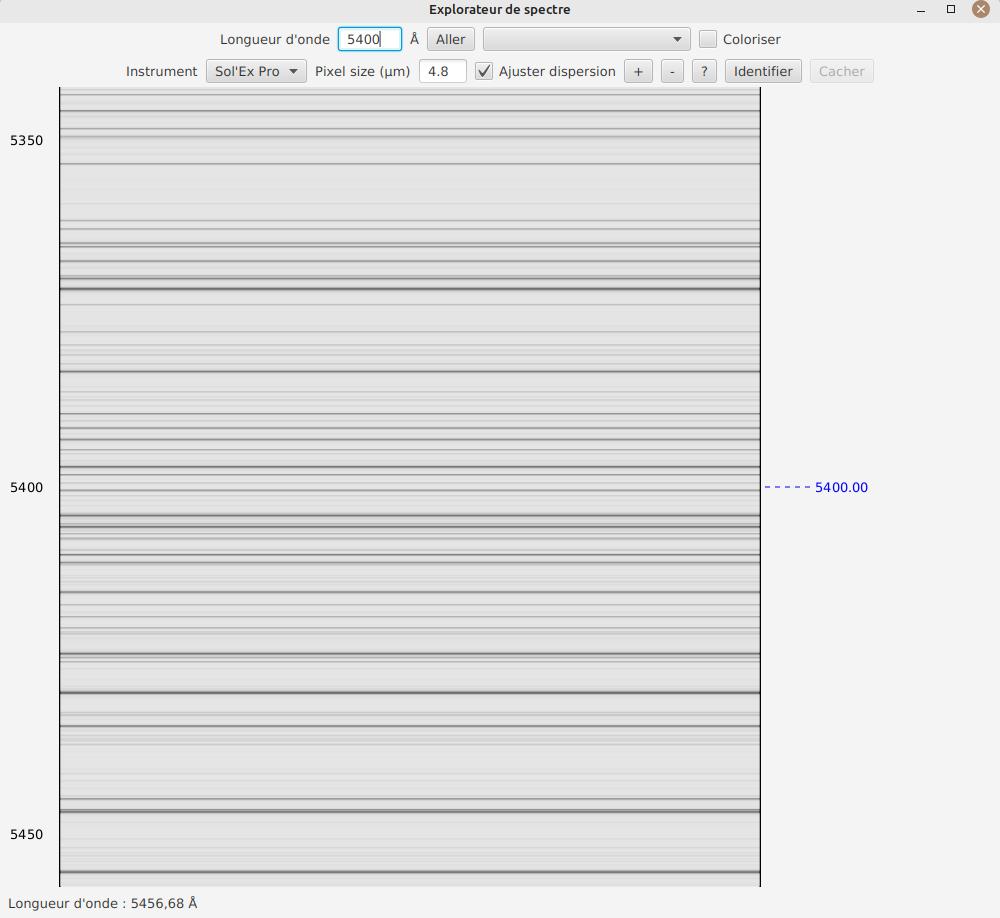 Explorateur de spectre
Longueur d'onde 5400 Å Aller Coloriser
Instrument Sol'Ex Pro Pixel size (µm) 4.8 Ajuster dispersion + - ? Identifier Cacher
5350
5400 5400.00
5450
Longueur d'onde : 5456,68 Å